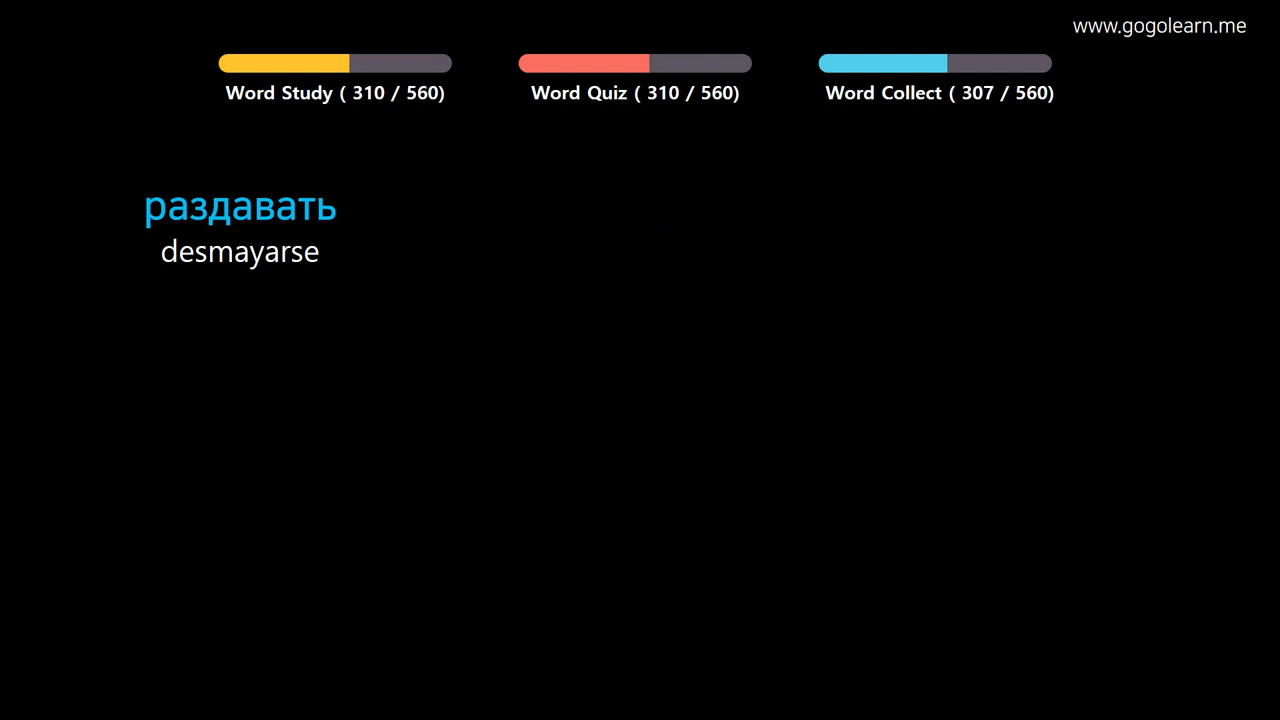 www.gogolearn.me
Word Study ( 310 / 560)
Word Quiz ( 310 / 560)
Word Collect ( 307 / 560)
раздавать
desmayarse